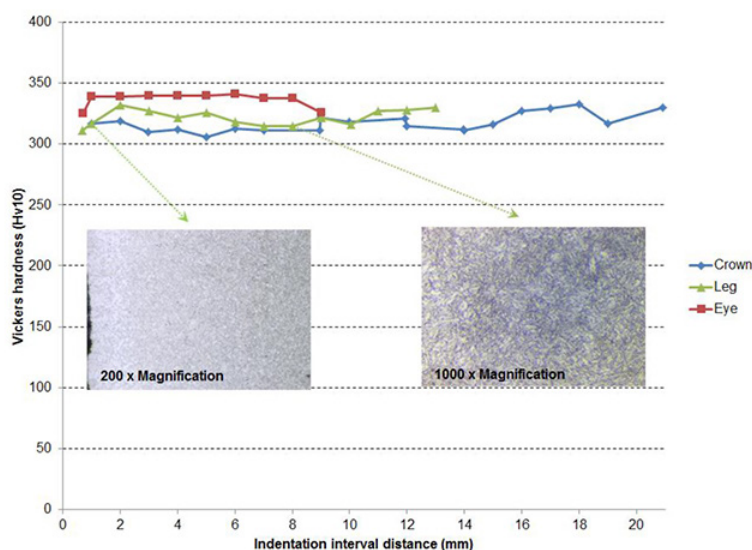 400
350
300
250
200
150
100
50
0
Vickers hardness (Hv10)
200 x Magnification
1000 x Magnification
Crown
Leg
Eye
0 2 4 6 8 10 12 14 16 18 20
Indentation interval distance (mm)